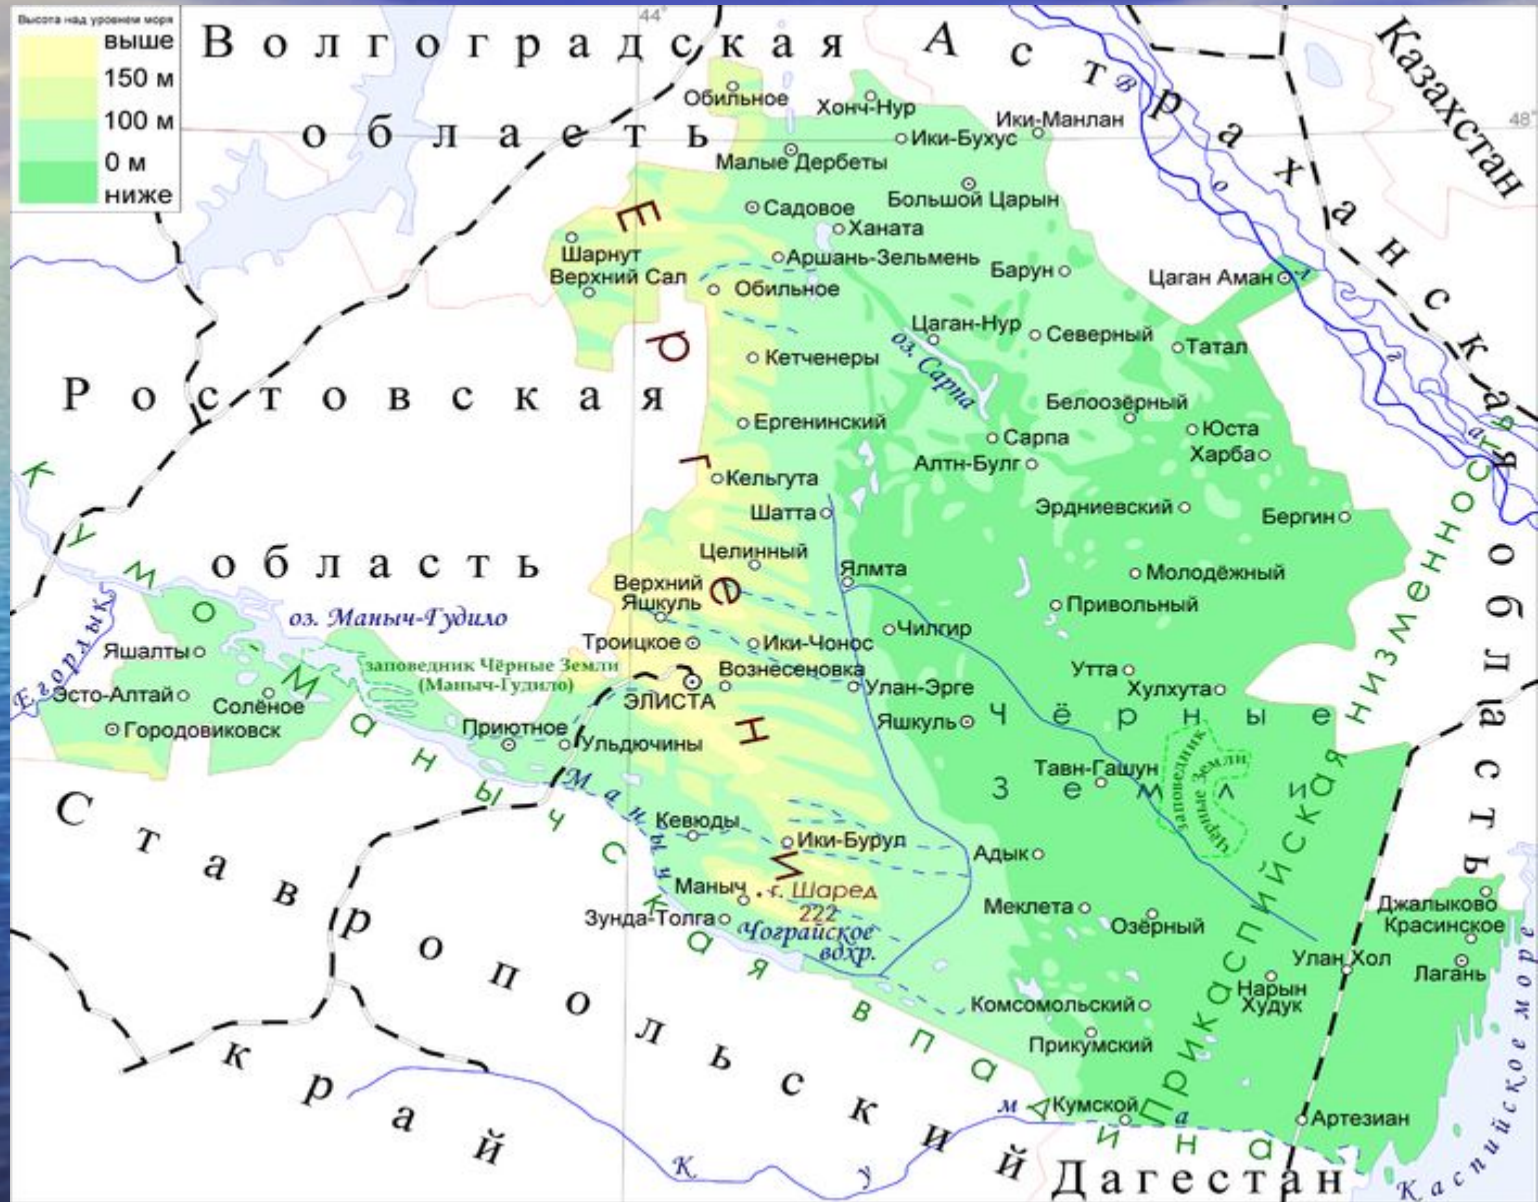 Высота над уровнем моря
выше
150 м
100 м
0 м
ниже
44°
48°
Волгоградская
область
Астраханская
область
Казахстан
Ростовская
область
Ставропольский
край
Дагестан
Ергени
Кумо-Манычская впадина
Прикаспийская низменность
Чёрные
Земли
Волга
Обильное
Хонч-Нур
Ики-Бухус
Ики-Манлан
Малые Дербеты
Большой Царын
Садовое
Ханата
Шарнут
Аршань-Зельмень
Барун
Цаган Аман
Верхний Сал
Обильное
Цаган-Нур
Северный
Татал
оз. Сарпа
Кетченеры
Белоозёрный
Ергенинский
Сарпа
Юста
Харба
Алтн-Булг
Кельгута
Шатта
Эрдниевский
Бергин
Целинный
Ялмта
Молодёжный
Верхний
Яшкуль
Привольный
оз. Маныч-Гудило
Чилгир
Троицкое
Ики-Чонос
Яшалты
заповедник Чёрные Земли
(Маныч-Гудило)
Вознесеновка
Утта
Хулхута
Егорлык
Эсто-Алтай
Солёное
ЭЛИСТА
Улан-Эрге
Яшкуль
Городовиковск
Приютное
Ульдючины
Тавн-Гашун
заповедник
Чёрные Земли
Маныч
Кевюды
Ики-Бурул
Адык
Маныч
г. Шаред
222
Зунда-Толга
Чограйское
вдхр.
Меклета
Озёрный
Джалыково
Красинское
Улан Хол
Лагань
Нарын
Худук
Комсомольский
Прикумский
Кумской
Артезиан
Кума
Каспийское море